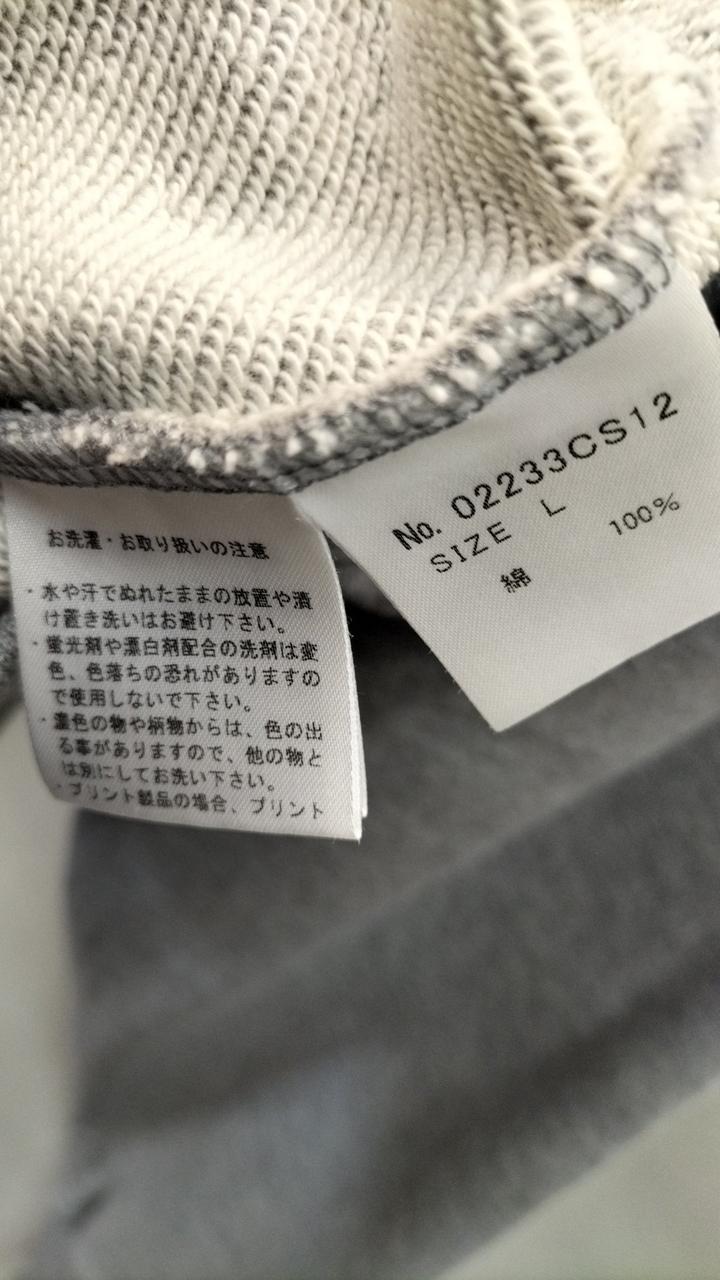 お洗濯・お取り扱いの注意
・水や汗でぬれたままの放置や漬
け置き洗いはお避け下さい。
・蛍光剤や漂白剤配合の洗剤は変
色、色落ちの恐れがありますの
で使用しないで下さい。
・濃色の物や柄物からは、色の出
る事がありますので、他の物と
は別にしてお洗い下さい。
・プリント製品の場合、プリント
No. 02233CS12
SIZE L
綿 100%